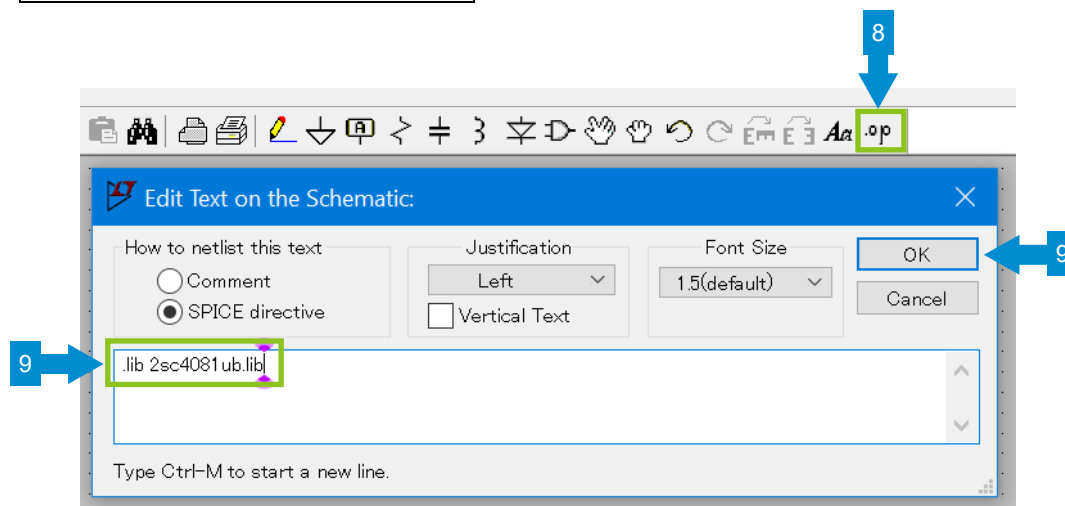 8
A
E E
Aa .op
Edit Text on the Schematic:
How to netlist this text
Comment
SPICE directive
Justification
Left
Vertical Text
Font Size
1.5(default)
OK
Cancel
9
9
.lib 2sc4081ub.lib
Type Ctrl-M to start a new line.